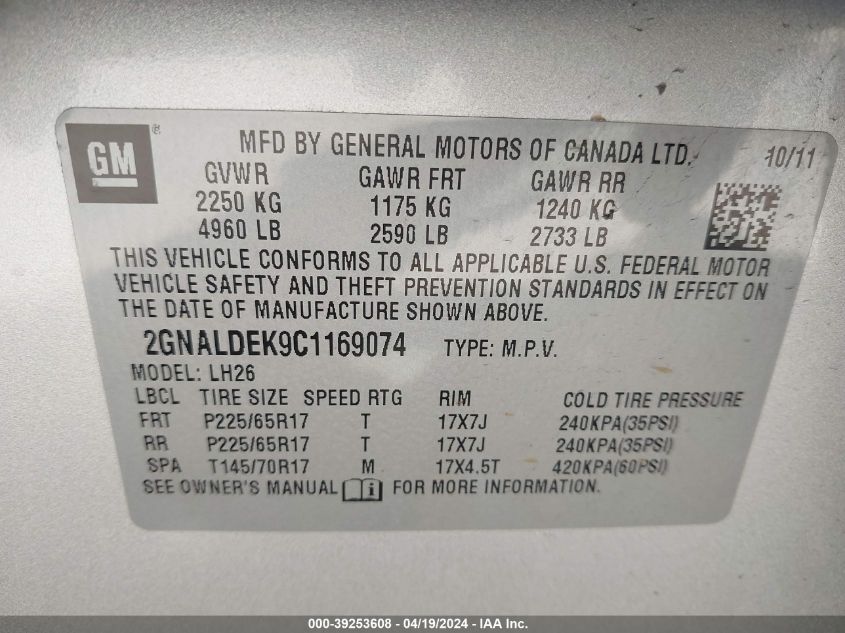 GM ®
MFD BY GENERAL MOTORS OF CANADA LTD. 10/11
GVWR GAWR FRT GAWR RR
2250 KG 1175 KG 1240 KG
4960 LB 2590 LB 2733 LB
THIS VEHICLE CONFORMS TO ALL APPLICABLE U.S. FEDERAL MOTOR
VEHICLE SAFETY AND THEFT PREVENTION STANDARDS IN EFFECT ON
THE DATE OF MANUFACTURE SHOWN ABOVE.
2GNALDEK9C1169074 TYPE: M.P.V.
MODEL: LH26
LBCL TIRE SIZE SPEED RTG RIM COLD TIRE PRESSURE
FRT P225/65R17 T 17X7J 240KPA(35PSI)
RR P225/65R17 T 17X7J 240KPA(35PSI)
SPA T145/70R17 M 17X4.5T 420KPA(60PSI)
SEE OWNER'S MANUAL i FOR MORE INFORMATION.
000-39253608 - 04/19/2024 - IAA Inc.